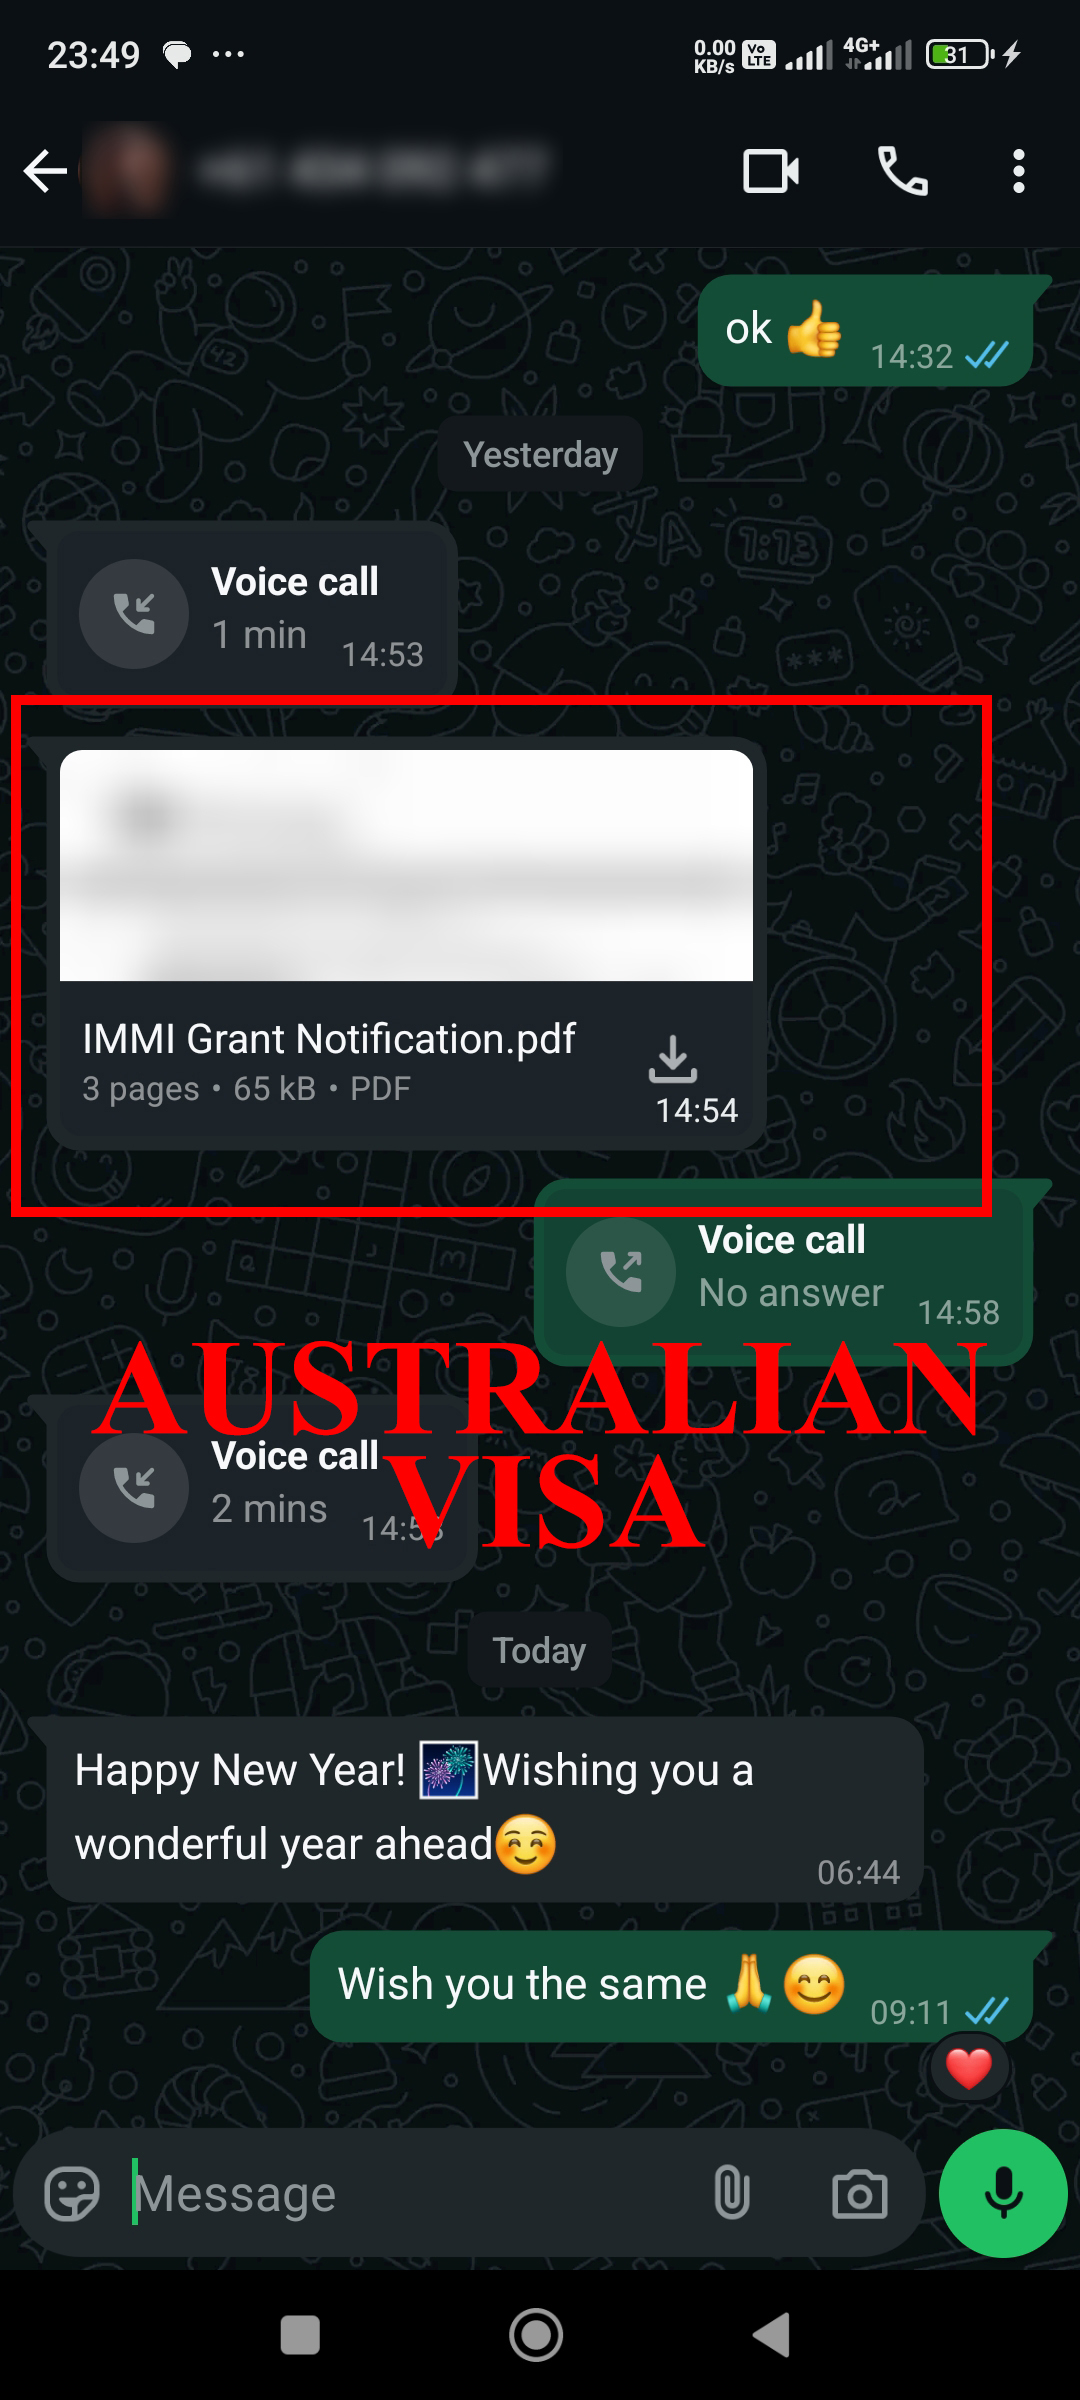 23:49
0.00
KB/s
Vo
LTE
4G+
31
ok 👍
14:32
Yesterday
Voice call
1 min
14:53
IMMI Grant Notification.pdf
3 pages • 65 kB • PDF
14:54
Voice call
No answer
14:58
AUSTRALIAN
VISA
Voice call
2 mins
Today
Happy New Year! 🎆Wishing you a
wonderful year ahead☺️
06:44
Wish you the same 🙏😊
09:11
❤️
Message